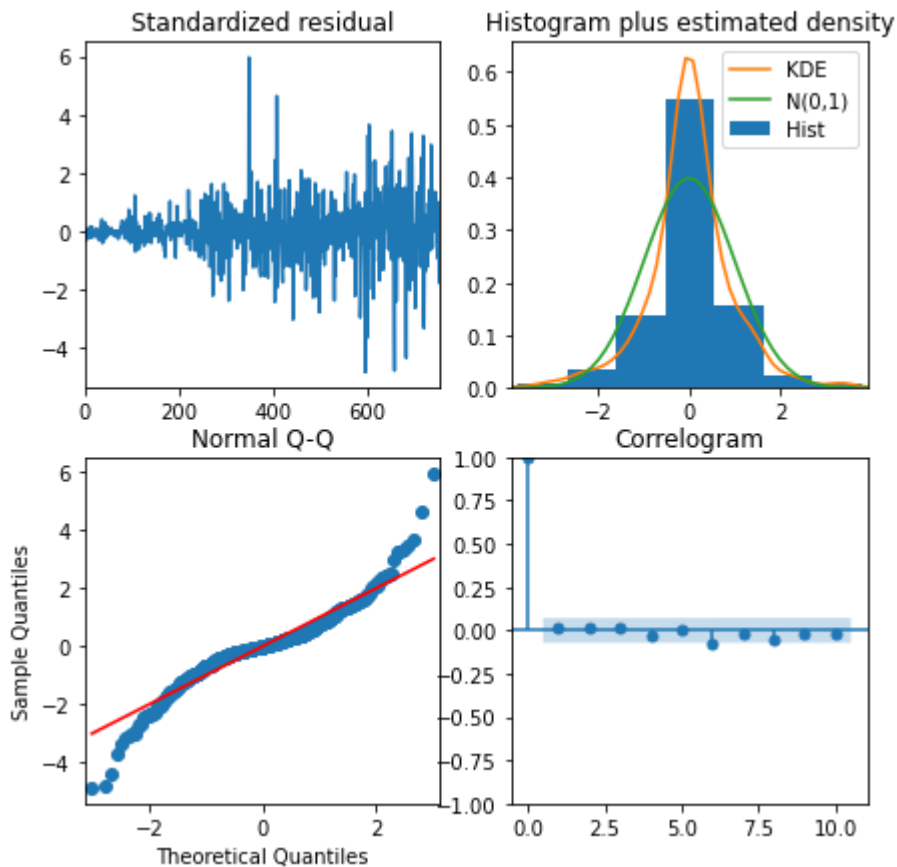 Standardized residual
6
4
2
0
−2
−4
0 200 400 600
Histogram plus estimated density
KDE
N(0,1)
Hist
0.6
0.5
0.4
0.3
0.2
0.1
0.0
−2 0 2
Normal Q-Q
Sample Quantiles
6
4
2
0
−2
−4
−2 0 2
Theoretical Quantiles
Correlogram
1.00
0.75
0.50
0.25
0.00
−0.25
−0.50
−0.75
−1.00
0.0 2.5 5.0 7.5 10.0